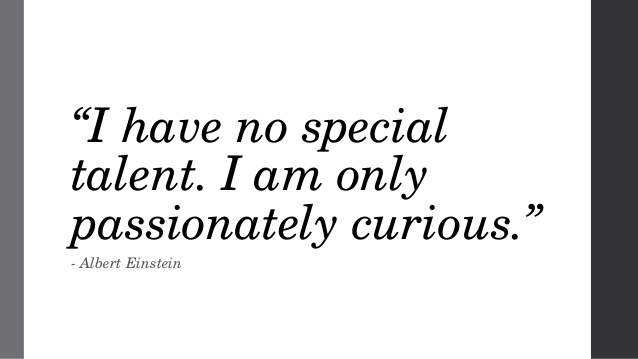 “I have no special
talent. I am only
passionately curious.”
- Albert Einstein